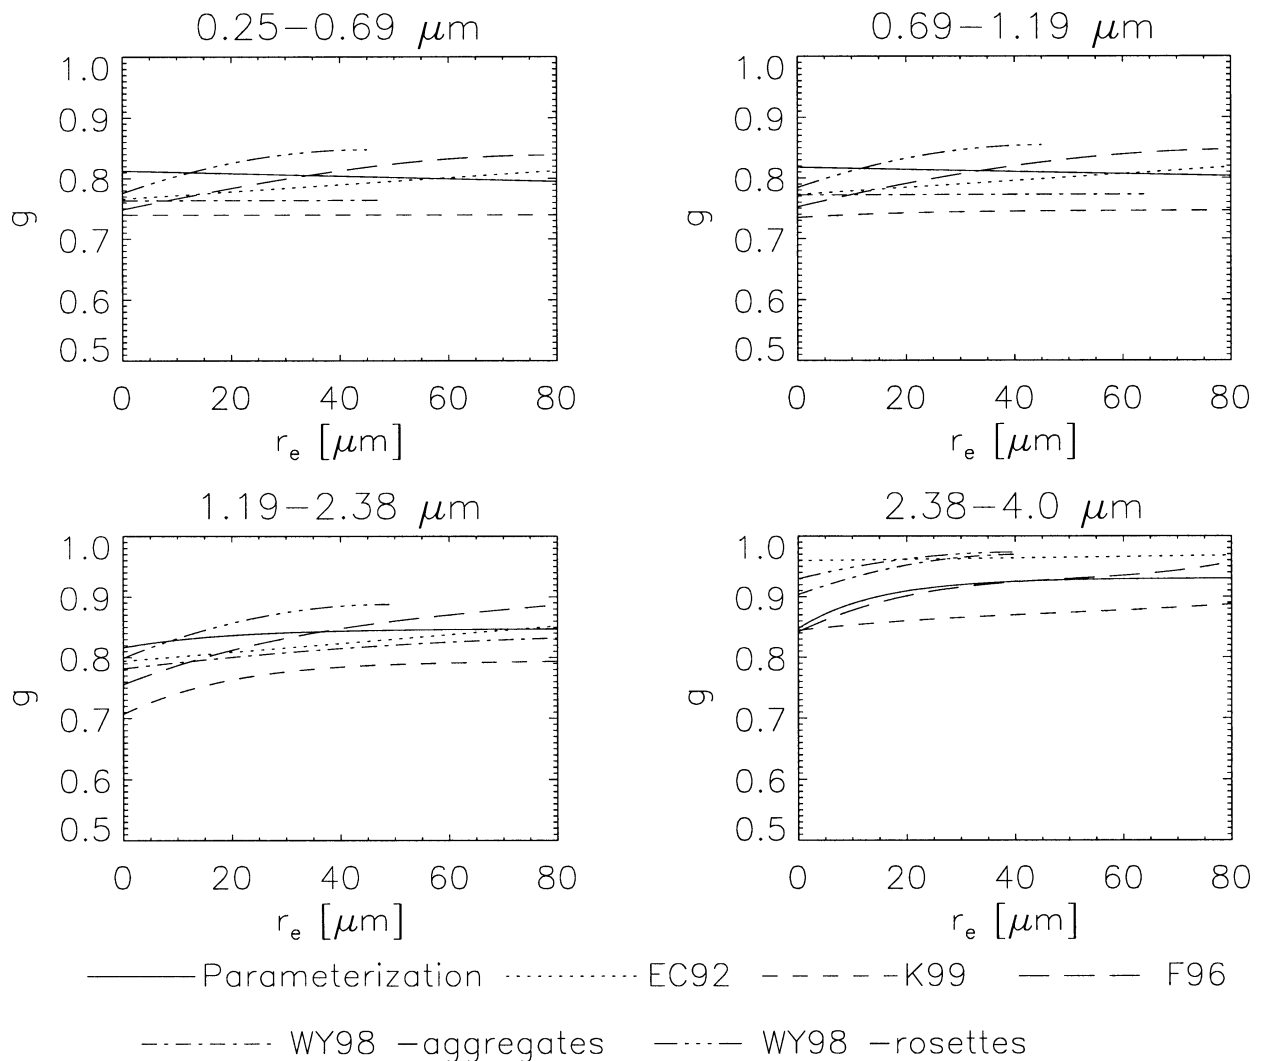 0.25−0.69 μm
0.69−1.19 μm
1.0
0.9
0.8
0.7
0.6
0.5
g
0 20 40 60 80
r_e [μm]
1.0
0.9
0.8
0.7
0.6
0.5
g
0 20 40 60 80
r_e [μm]
1.19−2.38 μm
2.38−4.0 μm
1.0
0.9
0.8
0.7
0.6
0.5
g
0 20 40 60 80
r_e [μm]
1.0
0.9
0.8
0.7
0.6
0.5
g
0 20 40 60 80
r_e [μm]
Parameterization EC92 K99 F96
WY98 −aggregates WY98 −rosettes